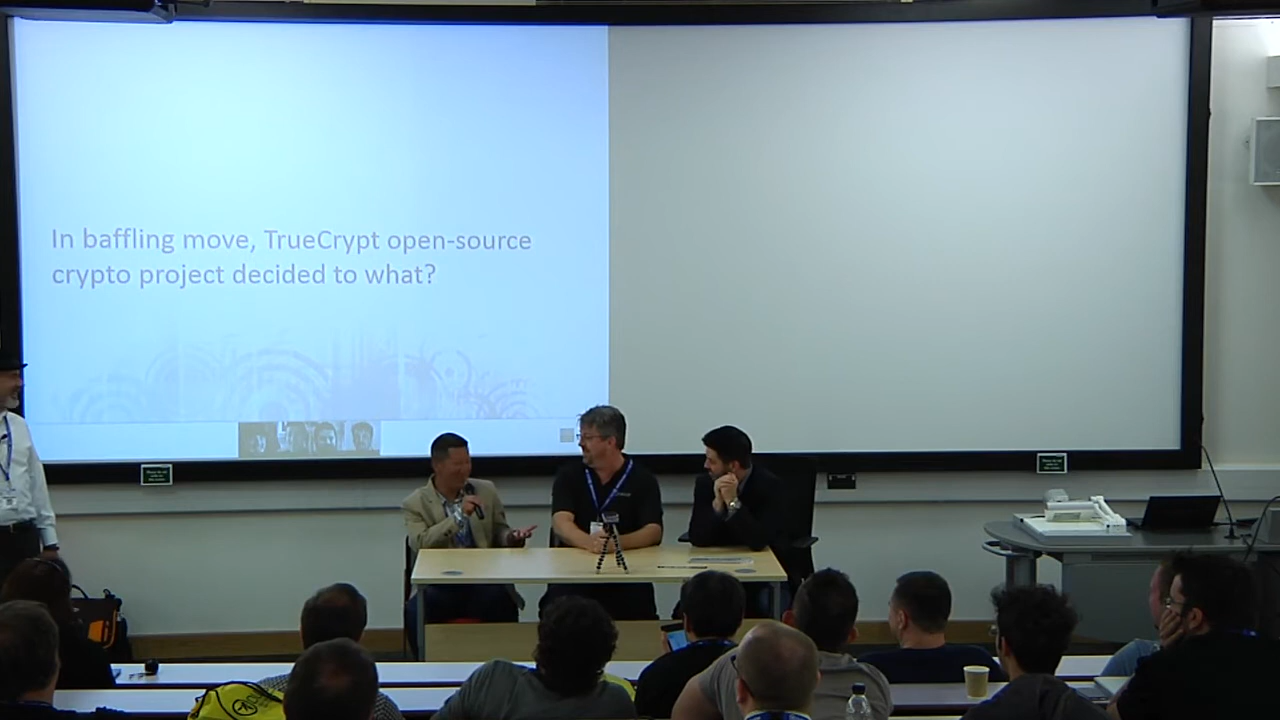 In baffling move, TrueCrypt open-source
crypto project decided to what?